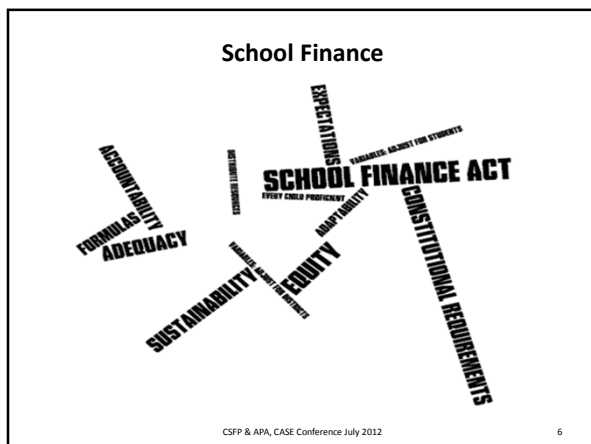 School Finance
EXPECTATIONS
VARIABLES: ADJUST FOR STUDENTS
ACCOUNTABILITY
DISTRIBUTE RESOURCES
SCHOOL FINANCE ACT
EVERY CHILD PROFICIENT
FORMULAS
ADEQUACY
ADAPTABILITY
CONSTITUTIONAL REQUIREMENTS
VARIABLES: ADJUST FOR DISTRICTS
EQUITY
SUSTAINABILITY
CSFP & APA, CASE Conference July 2012
6